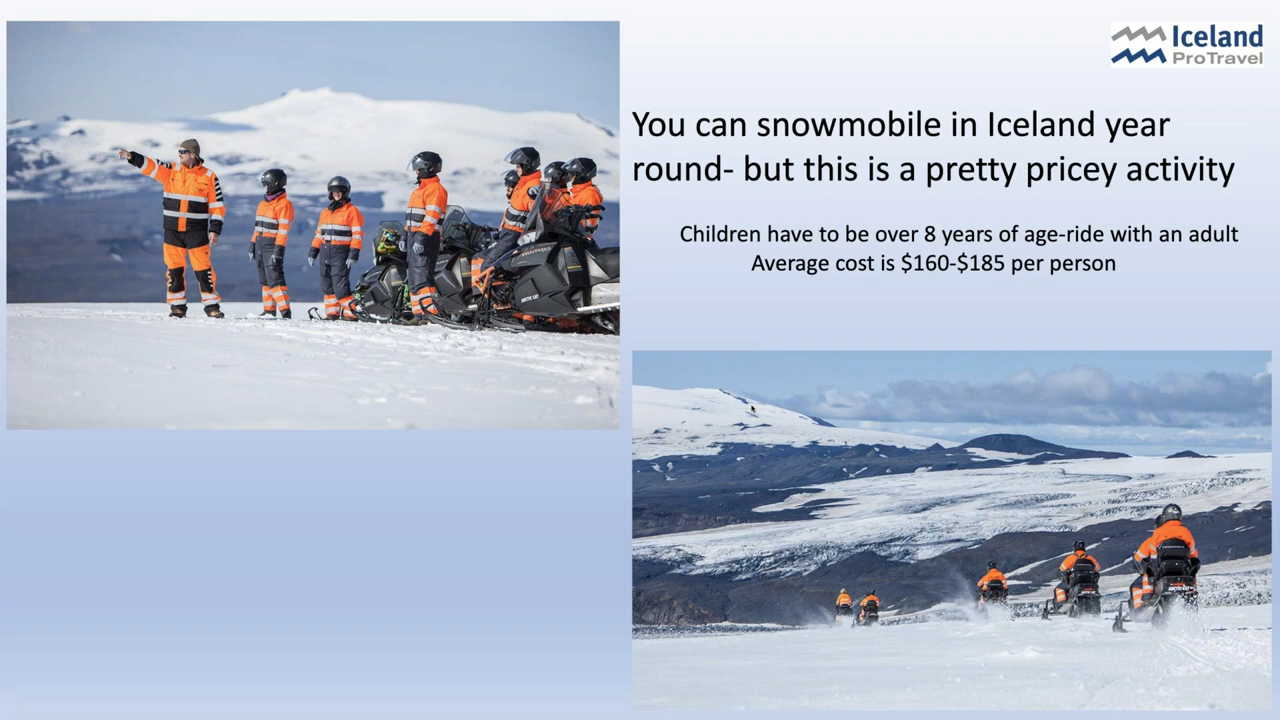 Iceland
ProTravel
You can snowmobile in Iceland year
round- but this is a pretty pricey activity
Children have to be over 8 years of age-ride with an adult
Average cost is $160-$185 per person